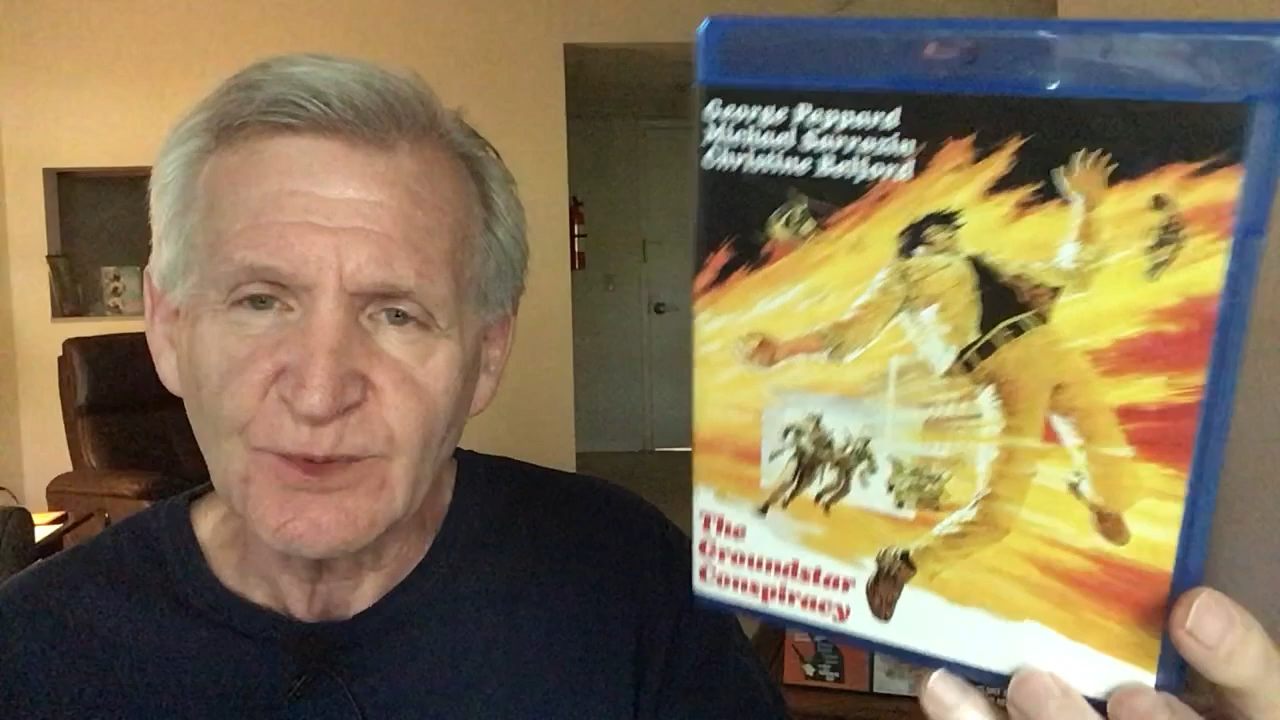 George Peppard
Michael Sarrazin
Christine Belford
The
Groundstar
Conspiracy